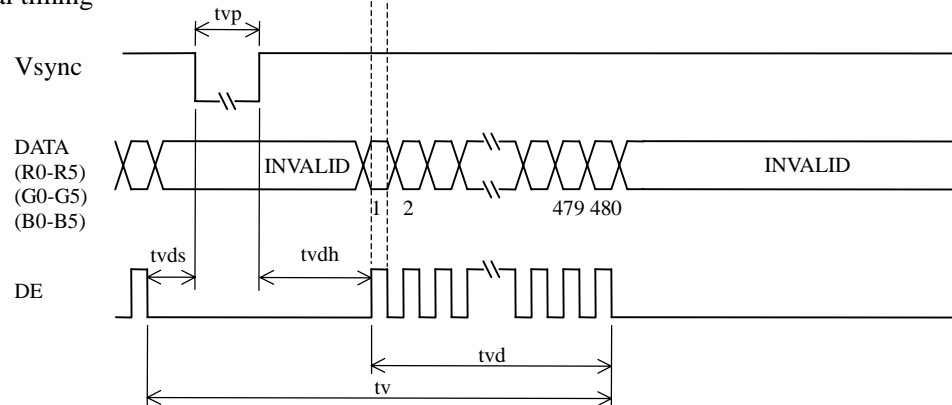 timing
tvp
Vsync
DATA
(R0-R5)
(G0-G5)
(B0-B5)
INVALID
INVALID
1 2 479 480
tvds tvdh
DE
tvd
tv